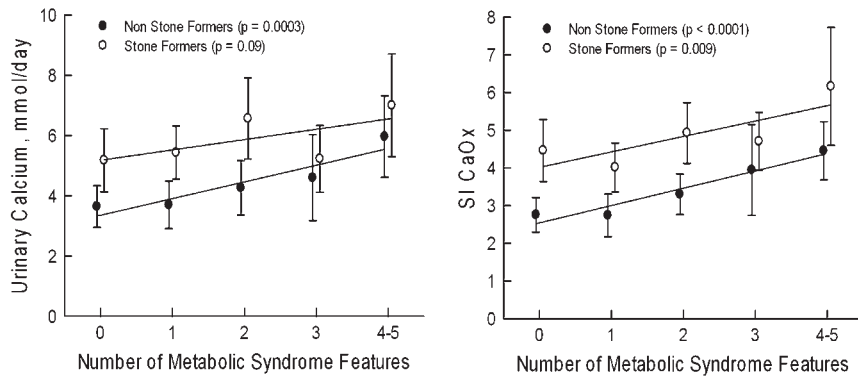 Non Stone Formers (p = 0.0003)
Stone Formers (p = 0.09)
Urinary Calcium, mmol/day
10
8
6
4
2
0
0 1 2 3 4-5
Number of Metabolic Syndrome Features
Non Stone Formers (p < 0.0001)
Stone Formers (p = 0.009)
SI CaOx
8
7
6
5
4
3
2
1
0
0 1 2 3 4-5
Number of Metabolic Syndrome Features